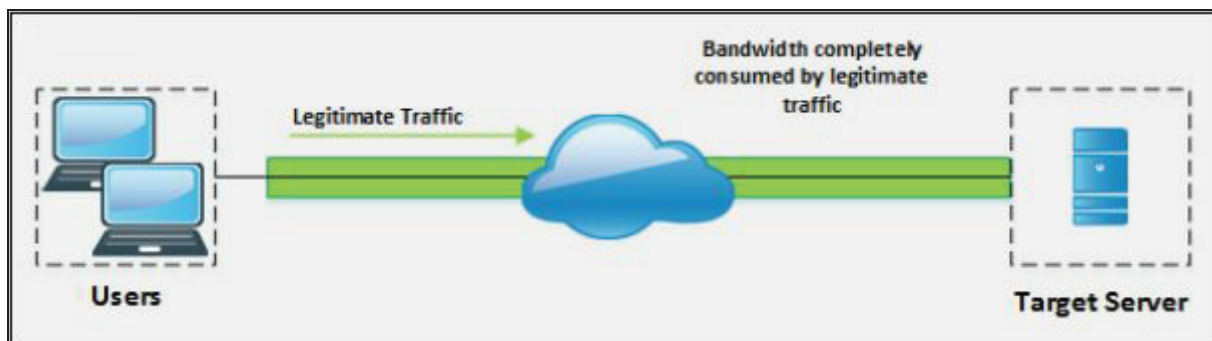 Bandwidth completely
consumed by legitimate
traffic
Legitimate Traffic
Users
Target Server